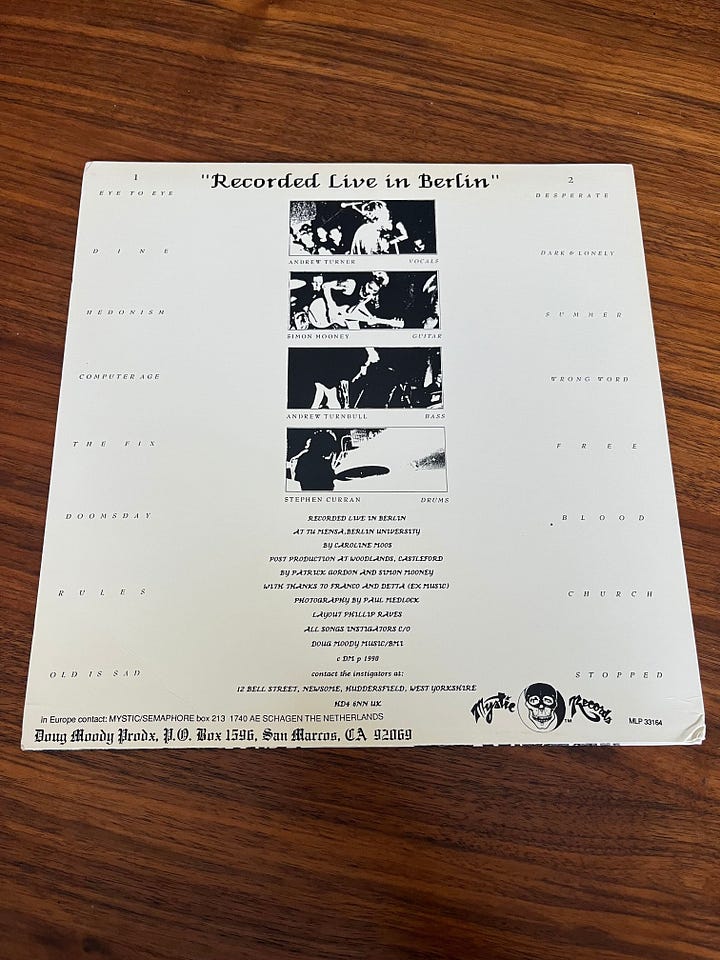 "Recorded Live in Berlin"
1
EYE TO EYE
DINE
HEDONISM
COMPUTER AGE
THE FIX
DOOMSDAY
RULES
OLD IS SAD
ANDREW TURNER VOCALS
SIMON MOONEY GUITAR
ANDREW TURNBULL BASS
STEPHEN CURRAN DRUMS
2
DESPERATE
DARK & LONELY
SUMMER
WRONG WORD
FREE
BLOOD
CHURCH
STOPPED
RECORDED LIVE IN BERLIN
AT TU MENSA,BERLIN UNIVERSITY
BY CAROLINE MOOS
POST PRODUCTION AT WOODLANDS, CASTLEFORD
BY PATRICK GORDON AND SIMON MOONEY
WITH THANKS TO FRANCO AND DETTA (EX MUSIC)
PHOTOGRAPHY BY PAUL MEDLOCK
LAYOUT PHILLIP RAVES
ALL SONGS INSTIGATORS C/O
DOUG MOODY MUSIC/BMI
c DM p 1990
contact the instigators at:
12 BELL STREET, NEWSOME, HUDDERSFIELD, WEST YORKSHIRE
HD4 6NN UK
in Europe contact: MYSTIC/SEMAPHORE box 213 1740 AE SCHAGEN THE NETHERLANDS
Doug Moody Prodx, P.O. Box 1596, San Marcos, CA 92069
Mystic Records TM
MLP 33164